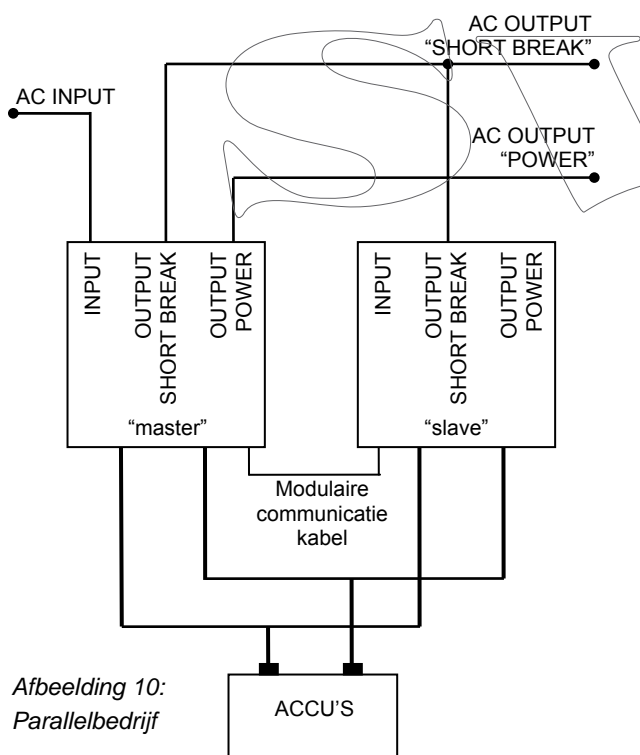 AC OUTPUT
“SHORT BREAK”
AC INPUT
AC OUTPUT
“POWER”
INPUT
OUTPUT
SHORT BREAK
OUTPUT
POWER
“master”
INPUT
OUTPUT
SHORT BREAK
OUTPUT
POWER
“slave”
Modulaire
communicatie
kabel
Afbeelding 10:
Parallelbedrijf
ACCU'S